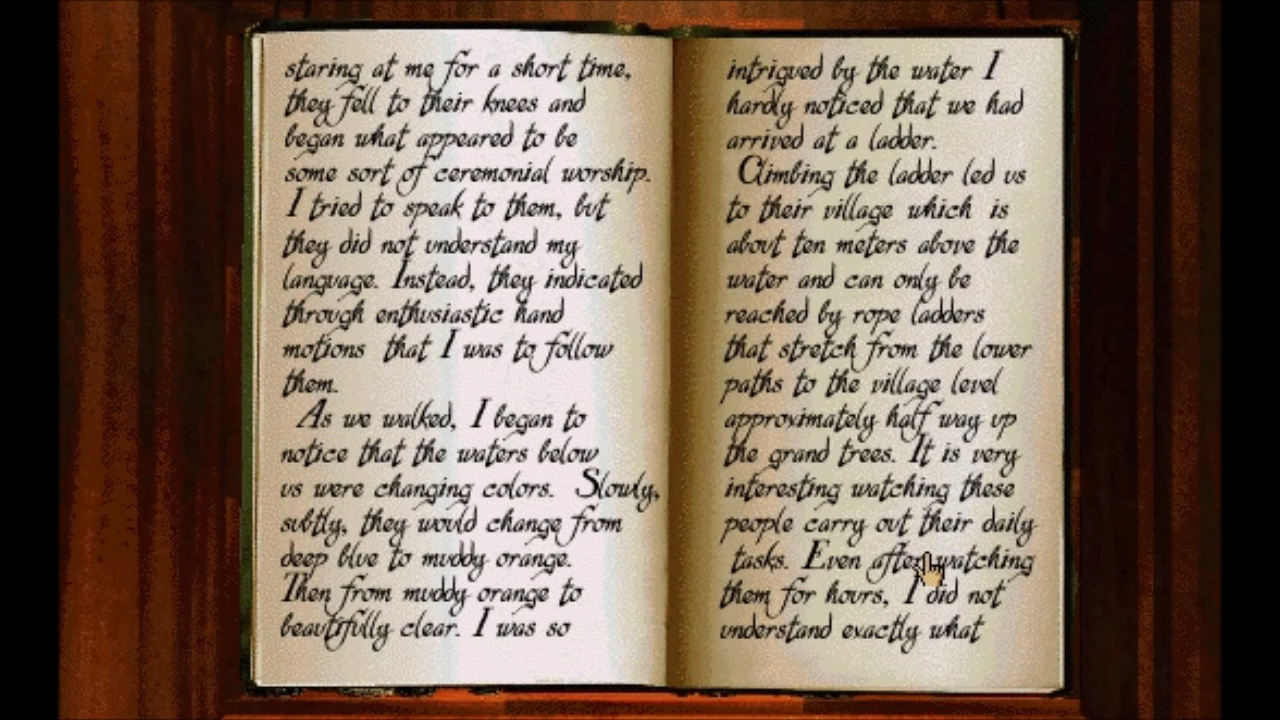 staring at me for a short time,
they fell to their knees and
began what appeared to be
some sort of ceremonial worship.
I tried to speak to them, but
they did not understand my
language. Instead, they indicated
through enthusiastic hand
motions that I was to follow
them.
As we walked, I began to
notice that the waters below
us were changing colors. Slowly,
subtly, they would change from
deep blue to muddy orange.
Then from muddy orange to
beautifully clear. I was so
intrigued by the water I
hardly noticed that we had
arrived at a ladder.
Climbing the ladder led us
to their village which is
about ten meters above the
water and can only be
reached by rope ladders
that stretch from the lower
paths to the village level
approximately half way up
the grand trees. It is very
interesting watching these
people carry out their daily
tasks. Even after watching
them for hours, I did not
understand exactly what